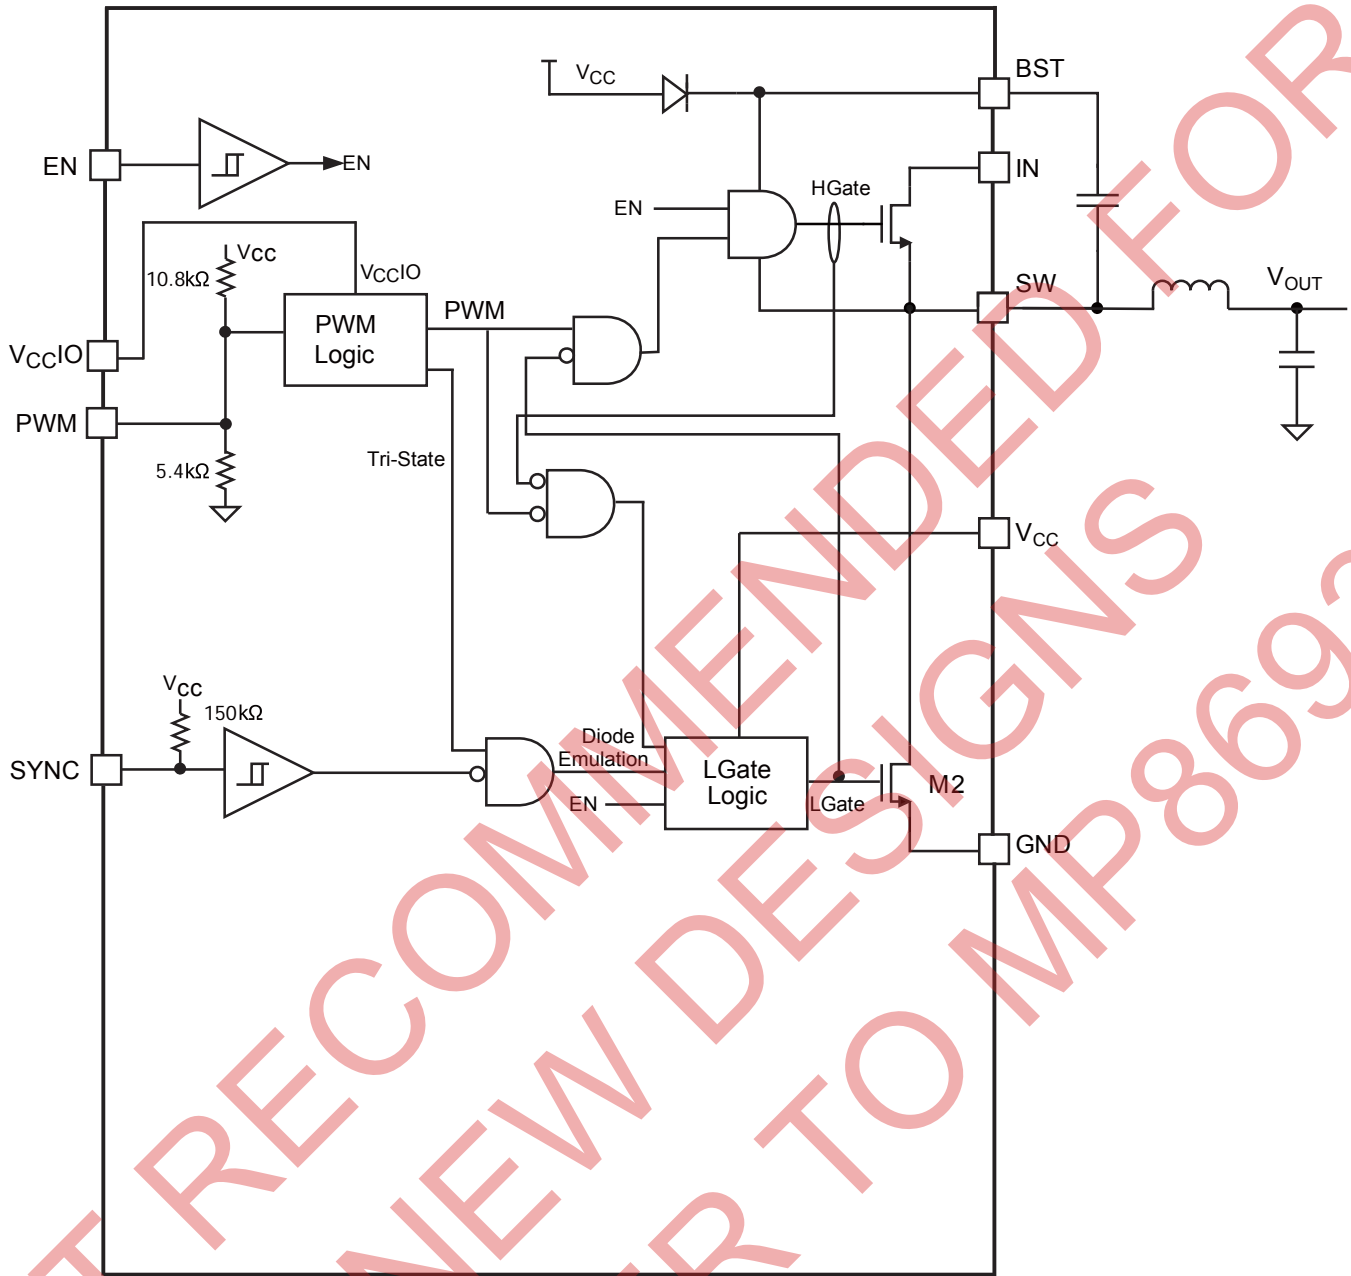 BST
VCC
IN
EN
EN
HGate
EN
VCC
10.8kΩ
VCCIO
SW
VOUT
PWM
Logic
PWM
VCCIO
PWM
Tri-State
5.4kΩ
VCC
VCC
150kΩ
SYNC
Diode
Emulation
LGate
Logic
EN
LGate
M2
GND
T RECOMMENDED FOR
NEW DESIGNS
ER TO MP869